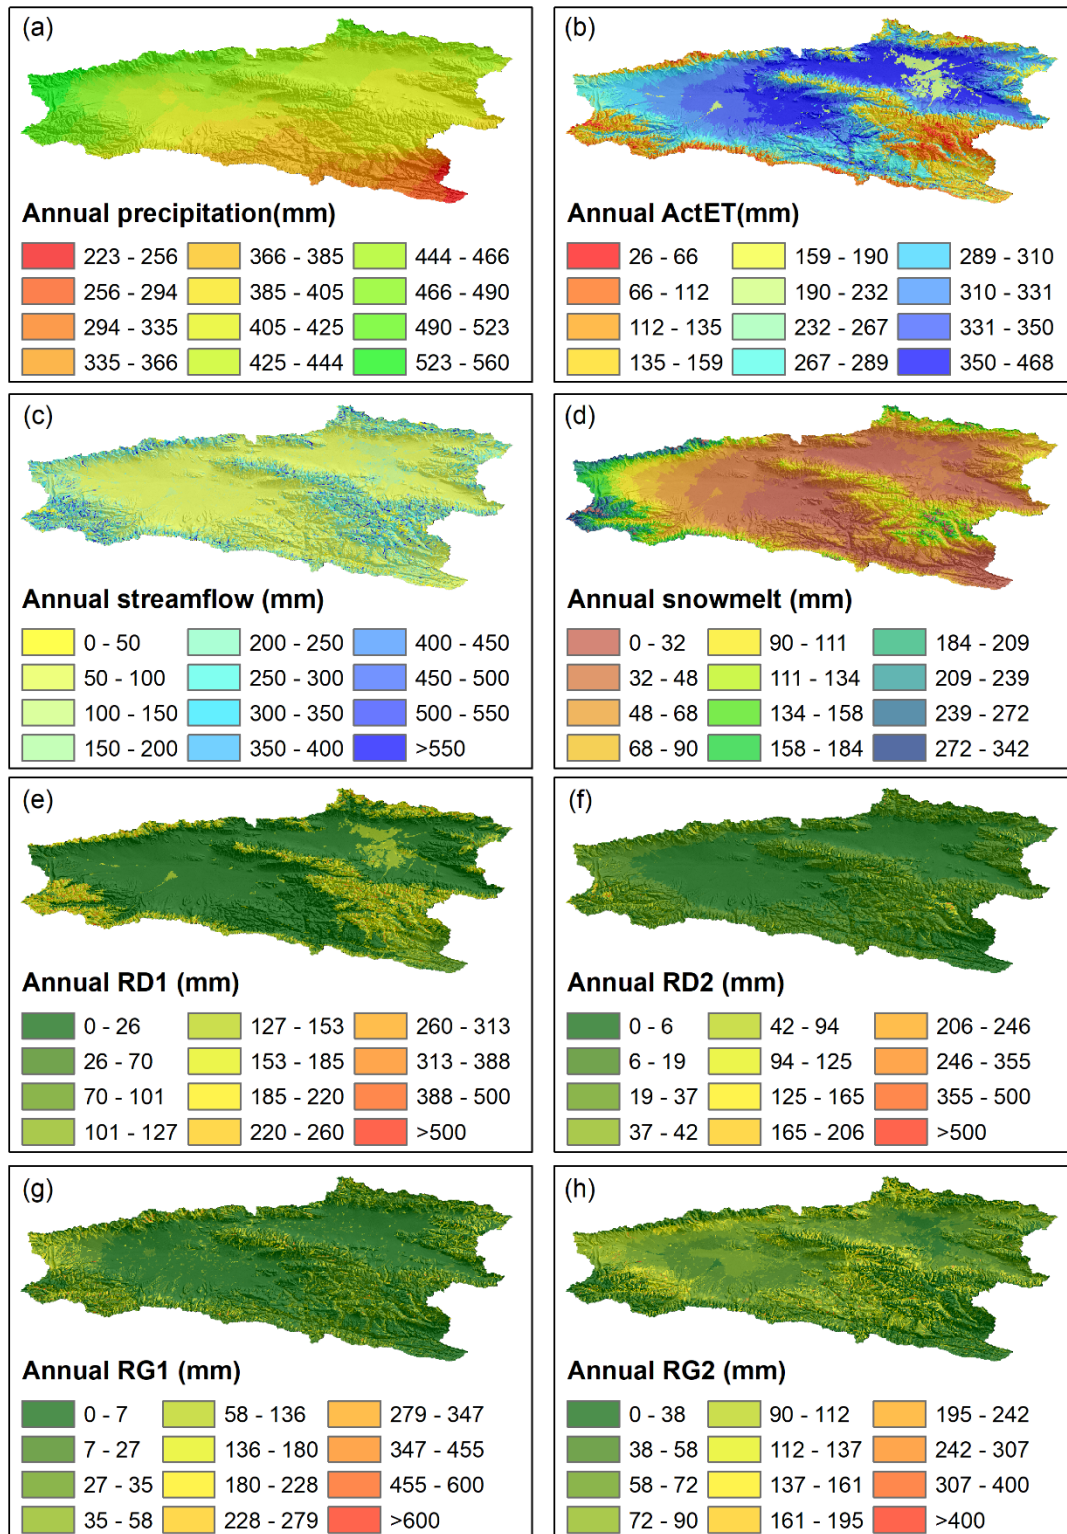 (a)
Annual precipitation(mm)
223 - 256 366 - 385 444 - 466
256 - 294 385 - 405 466 - 490
294 - 335 405 - 425 490 - 523
335 - 366 425 - 444 523 - 560
(b)
Annual ActET(mm)
26 - 66 159 - 190 289 - 310
66 - 112 190 - 232 310 - 331
112 - 135 232 - 267 331 - 350
135 - 159 267 - 289 350 - 468
(c)
Annual streamflow (mm)
0 - 50 200 - 250 400 - 450
50 - 100 250 - 300 450 - 500
100 - 150 300 - 350 500 - 550
150 - 200 350 - 400 >550
(d)
Annual snowmelt (mm)
0 - 32 90 - 111 184 - 209
32 - 48 111 - 134 209 - 239
48 - 68 134 - 158 239 - 272
68 - 90 158 - 184 272 - 342
(e)
Annual RD1 (mm)
0 - 26 127 - 153 260 - 313
26 - 70 153 - 185 313 - 388
70 - 101 185 - 220 388 - 500
101 - 127 220 - 260 >500
(f)
Annual RD2 (mm)
0 - 6 42 - 94 206 - 246
6 - 19 94 - 125 246 - 355
19 - 37 125 - 165 355 - 500
37 - 42 165 - 206 >500
(g)
Annual RG1 (mm)
0 - 7 58 - 136 279 - 347
7 - 27 136 - 180 347 - 455
27 - 35 180 - 228 455 - 600
35 - 58 228 - 279 >600
(h)
Annual RG2 (mm)
0 - 38 90 - 112 195 - 242
38 - 58 112 - 137 242 - 307
58 - 72 137 - 161 307 - 400
72 - 90 161 - 195 >400